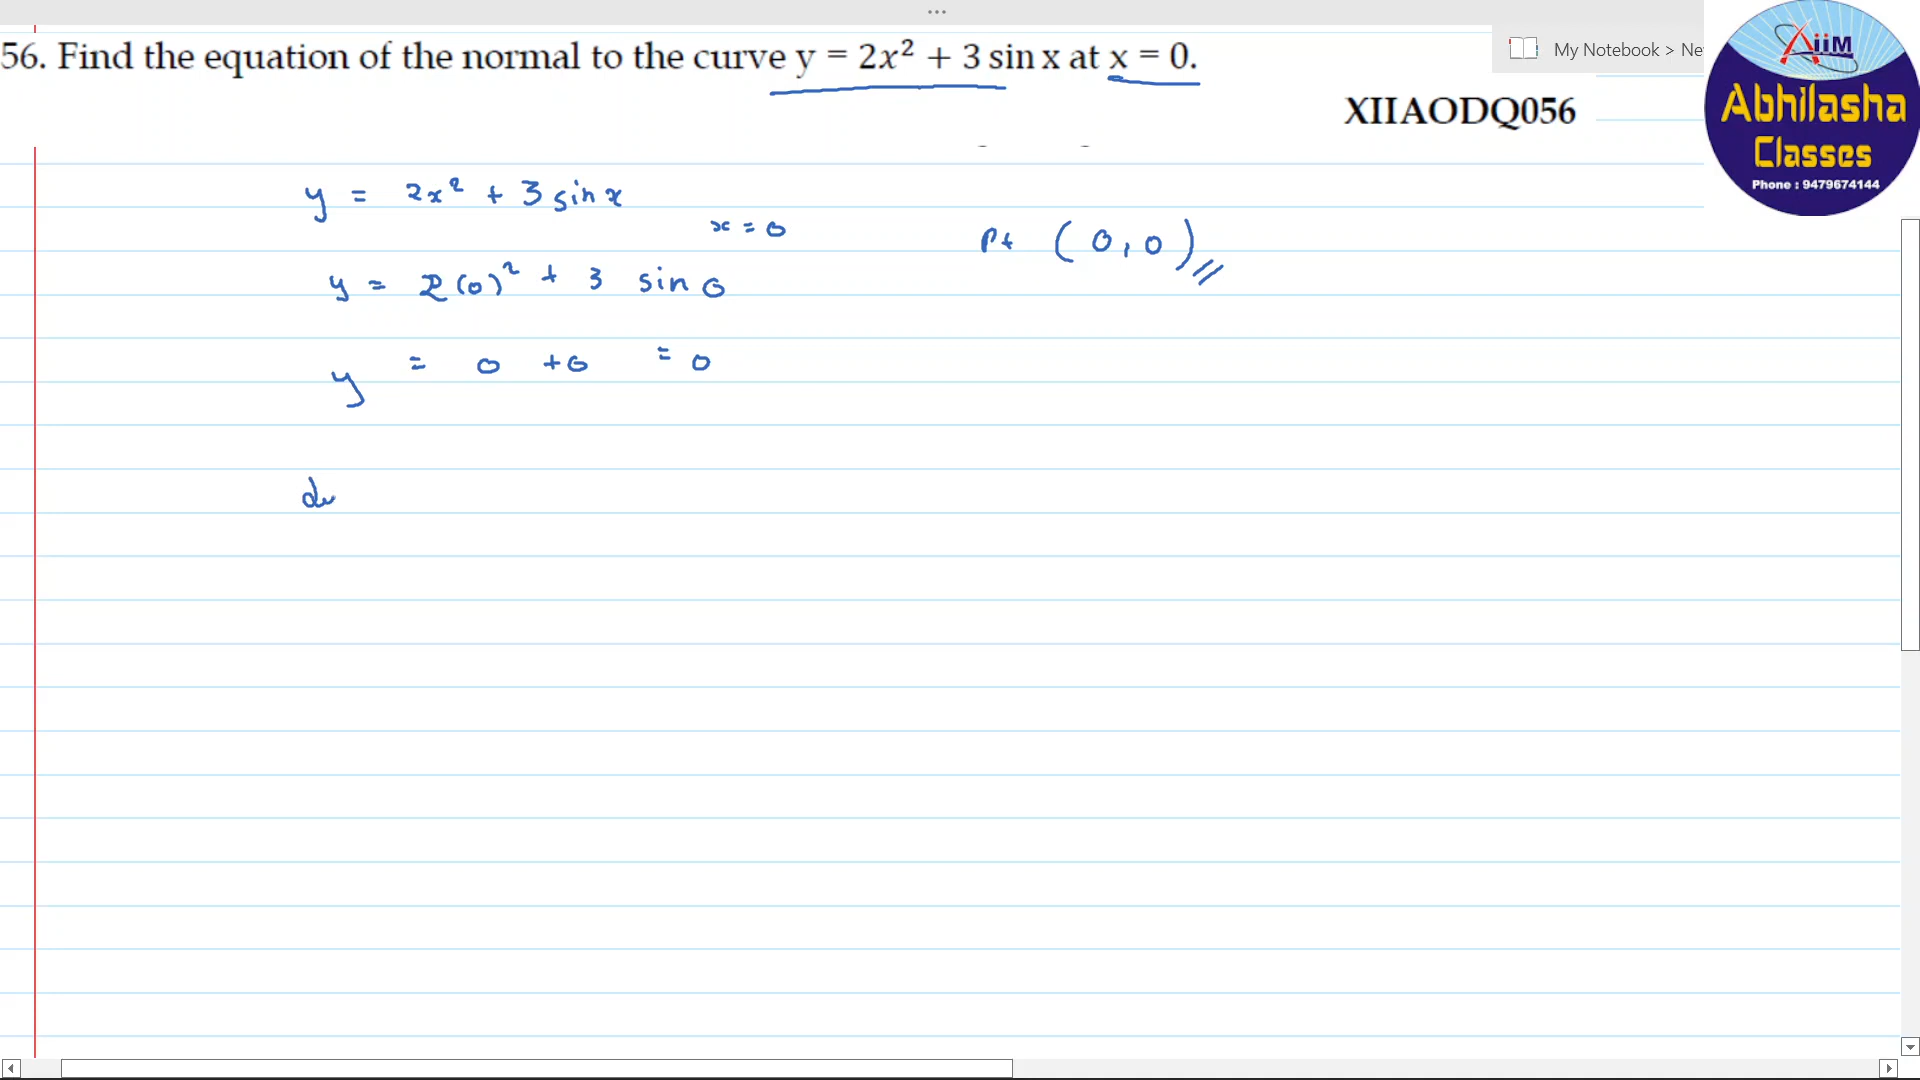 ...
56. Find the equation of the normal to the curve y = 2x² + 3 sin x at x = 0.
My Notebook > Ne
AiiM
Abhilasha
Classes
Phone : 9479674144
XIIAODQ056
y = 2x² + 3 sin x
x = 0
Pt (0, 0)
y = 2(0)² + 3 sin 0
y = 0 + 0 = 0